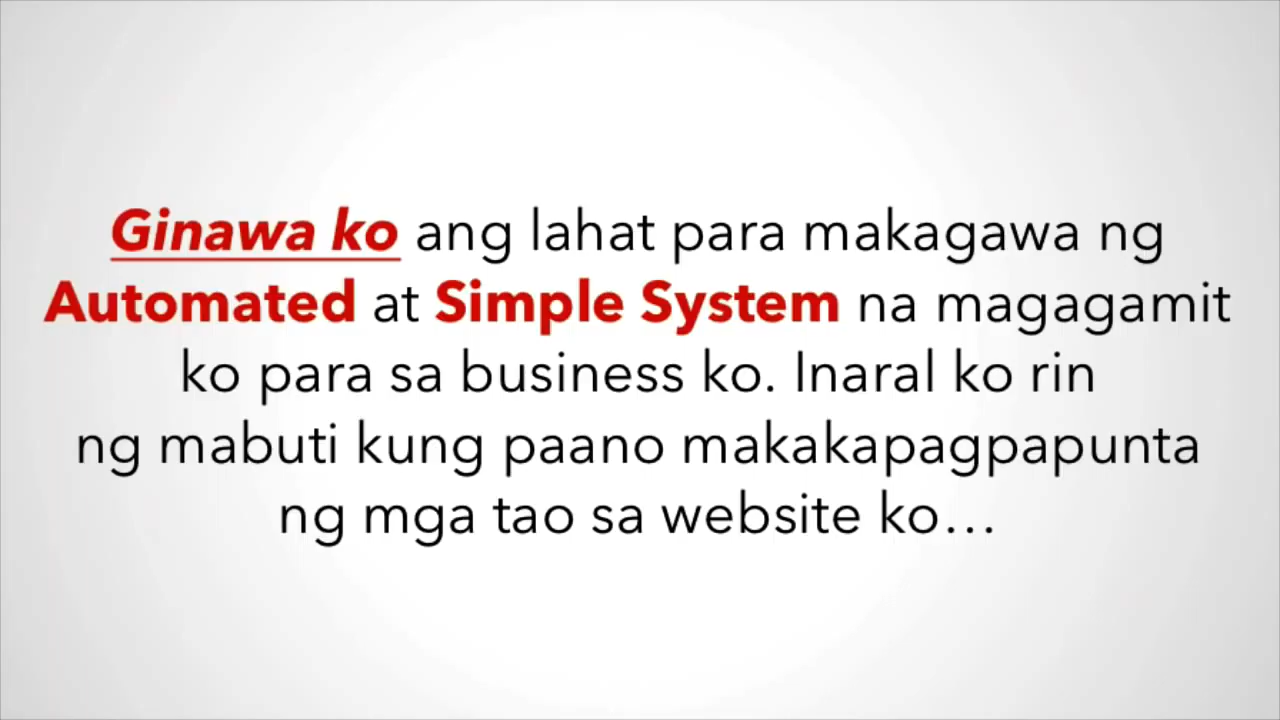 Ginawa ko ang lahat para makagawa ng
Automated at Simple System na magagamit
ko para sa business ko. Inaral ko rin
ng mabuti kung paano makakapagpapunta
ng mga tao sa website ko…